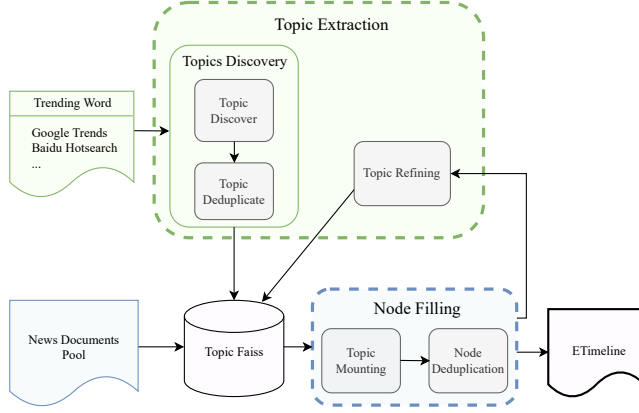 Topic Extraction
Topics Discovery
Topic
Discover
Topic
Deduplicate
Trending Word
Google Trends
Baidu Hotsearch
...
Topic Refining
News Documents
Pool
Topic Faiss
Node Filling
Topic
Mounting
Node
Deduplication
ETimeline